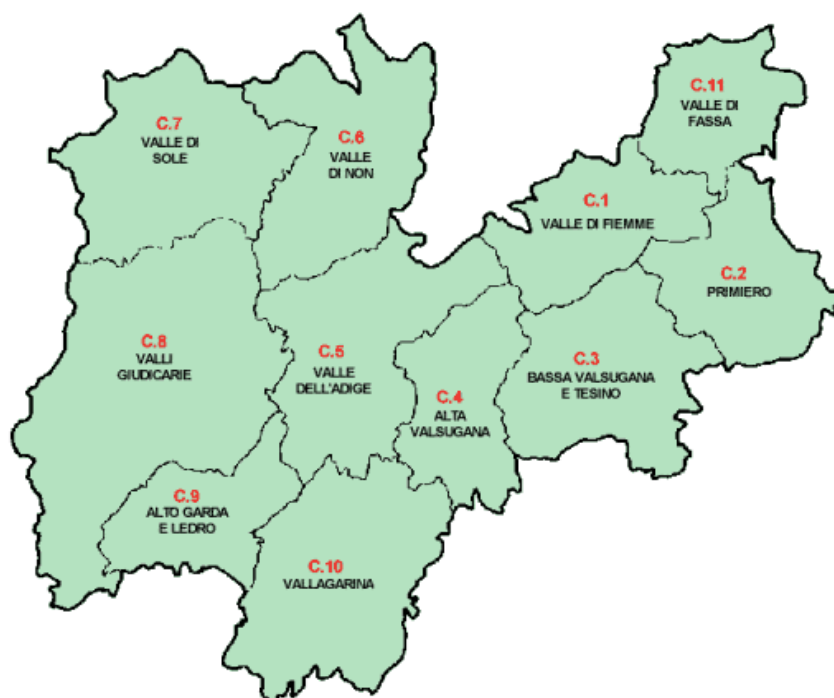 C.11
VALLE DI
FASSA
C.7
VALLE DI
SOLE
C.6
VALLE
DI NON
C.1
VALLE DI FIEMME
C.2
PRIMIERO
C.8
VALLI
GIUDICARIE
C.5
VALLE
DELL'ADIGE
C.3
BASSA VALSUGANA
E TESINO
C.4
ALTA
VALSUGANA
C.9
ALTO GARDA
E LEDRO
C.10
VALLAGARINA